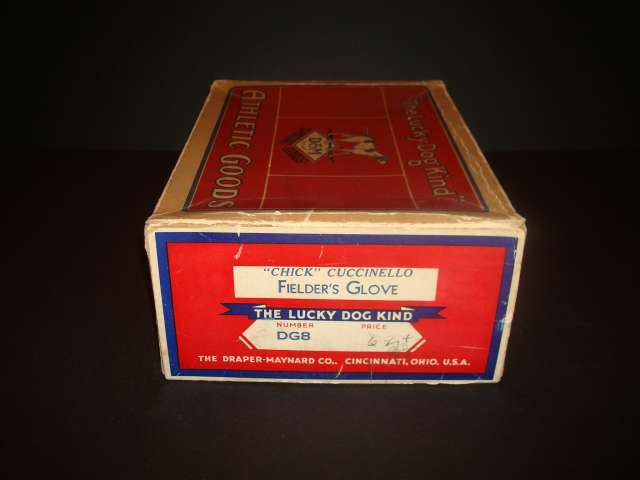 ATHLETIC GOODS
D&M
"The Lucky Dog Kind"
"CHICK" CUCCINELLO
FIELDER'S GLOVE
THE LUCKY DOG KIND
NUMBER PRICE
DG8
THE DRAPER-MAYNARD CO., CINCINNATI, OHIO, U.S.A.